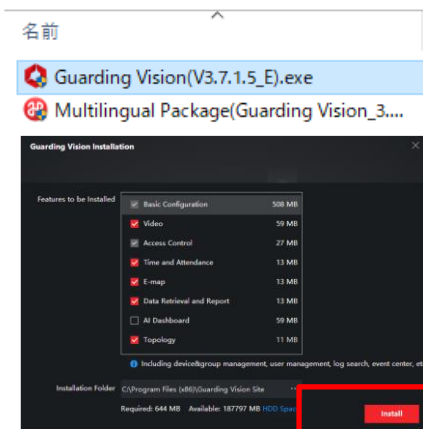 名前
Guarding Vision(V3.7.1.5_E).exe
Multilingual Package(Guarding Vision_3....
Guarding Vision Installation
Features to be Installed
Basic Configuration 508 MB
Video 59 MB
Access Control 27 MB
Time and Attendance 13 MB
E-map 13 MB
Data Retrieval and Report 13 MB
AI Dashboard 59 MB
Topology 11 MB
Including device&group management, user management, log search, event center, et
Installation Folder C:\Program Files (x86)\Guarding Vision Site ...
Required: 644 MB Available: 187797 MB HDD Spac
Install